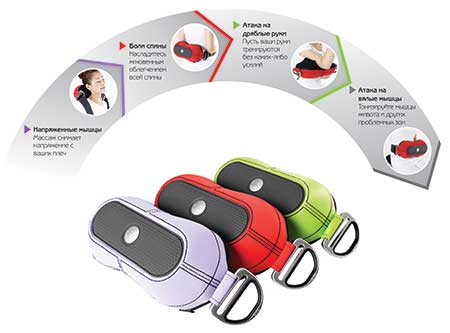 Напряженные мышцы
Массаж снимает
напряжение с
ваших плеч
Боли спины
Насладитесь
мгновенным
облегчением
всей спины
Атака на
дряблые руки
Пусть ваши руки
тренируются
без каких-либо
усилий
Атака на
вялые мышцы
Тонизируйте мышцы
живота и других
проблемных зон